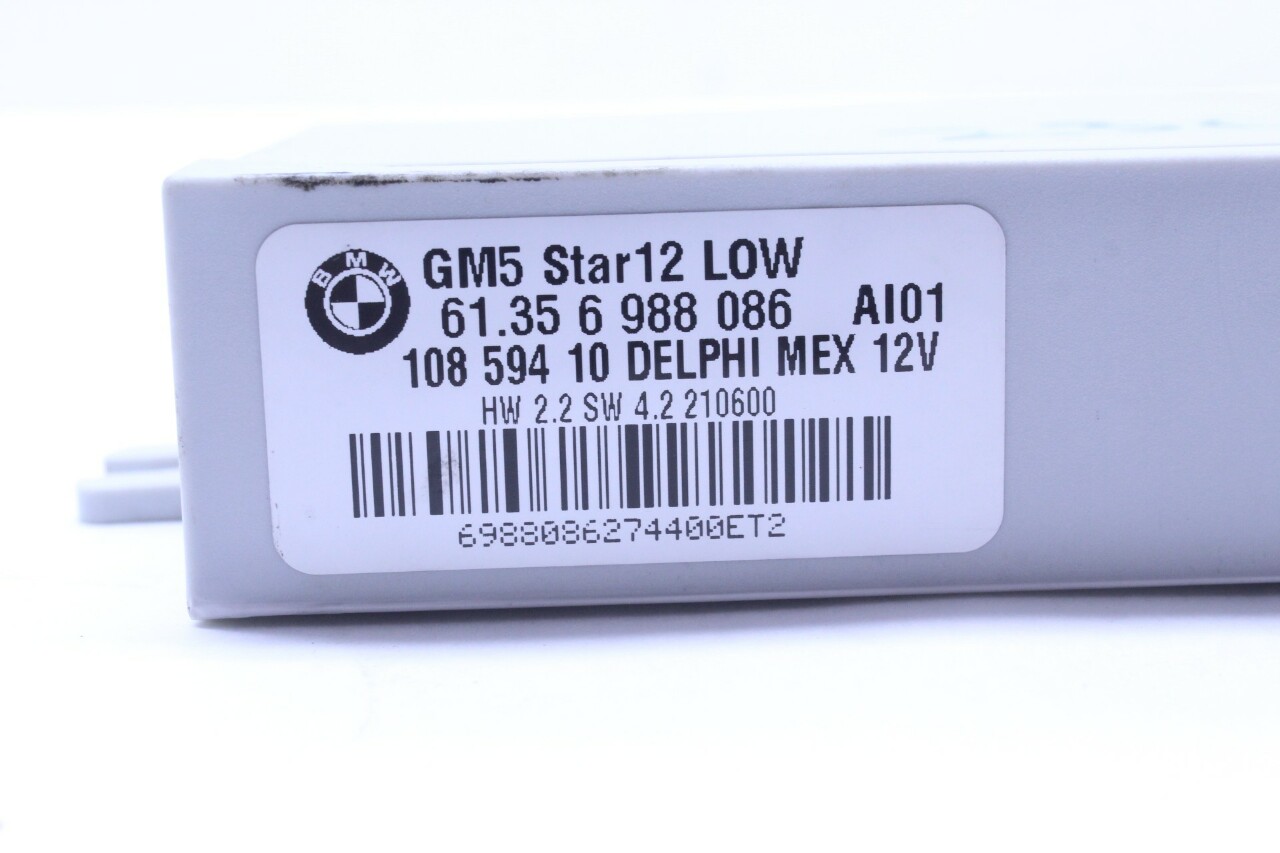 BMW
GM5 Star12 LOW
61.35 6 988 086 AI01
108 594 10 DELPHI MEX 12V
HW 2.2 SW 4.2 210600
6988086274400ET2